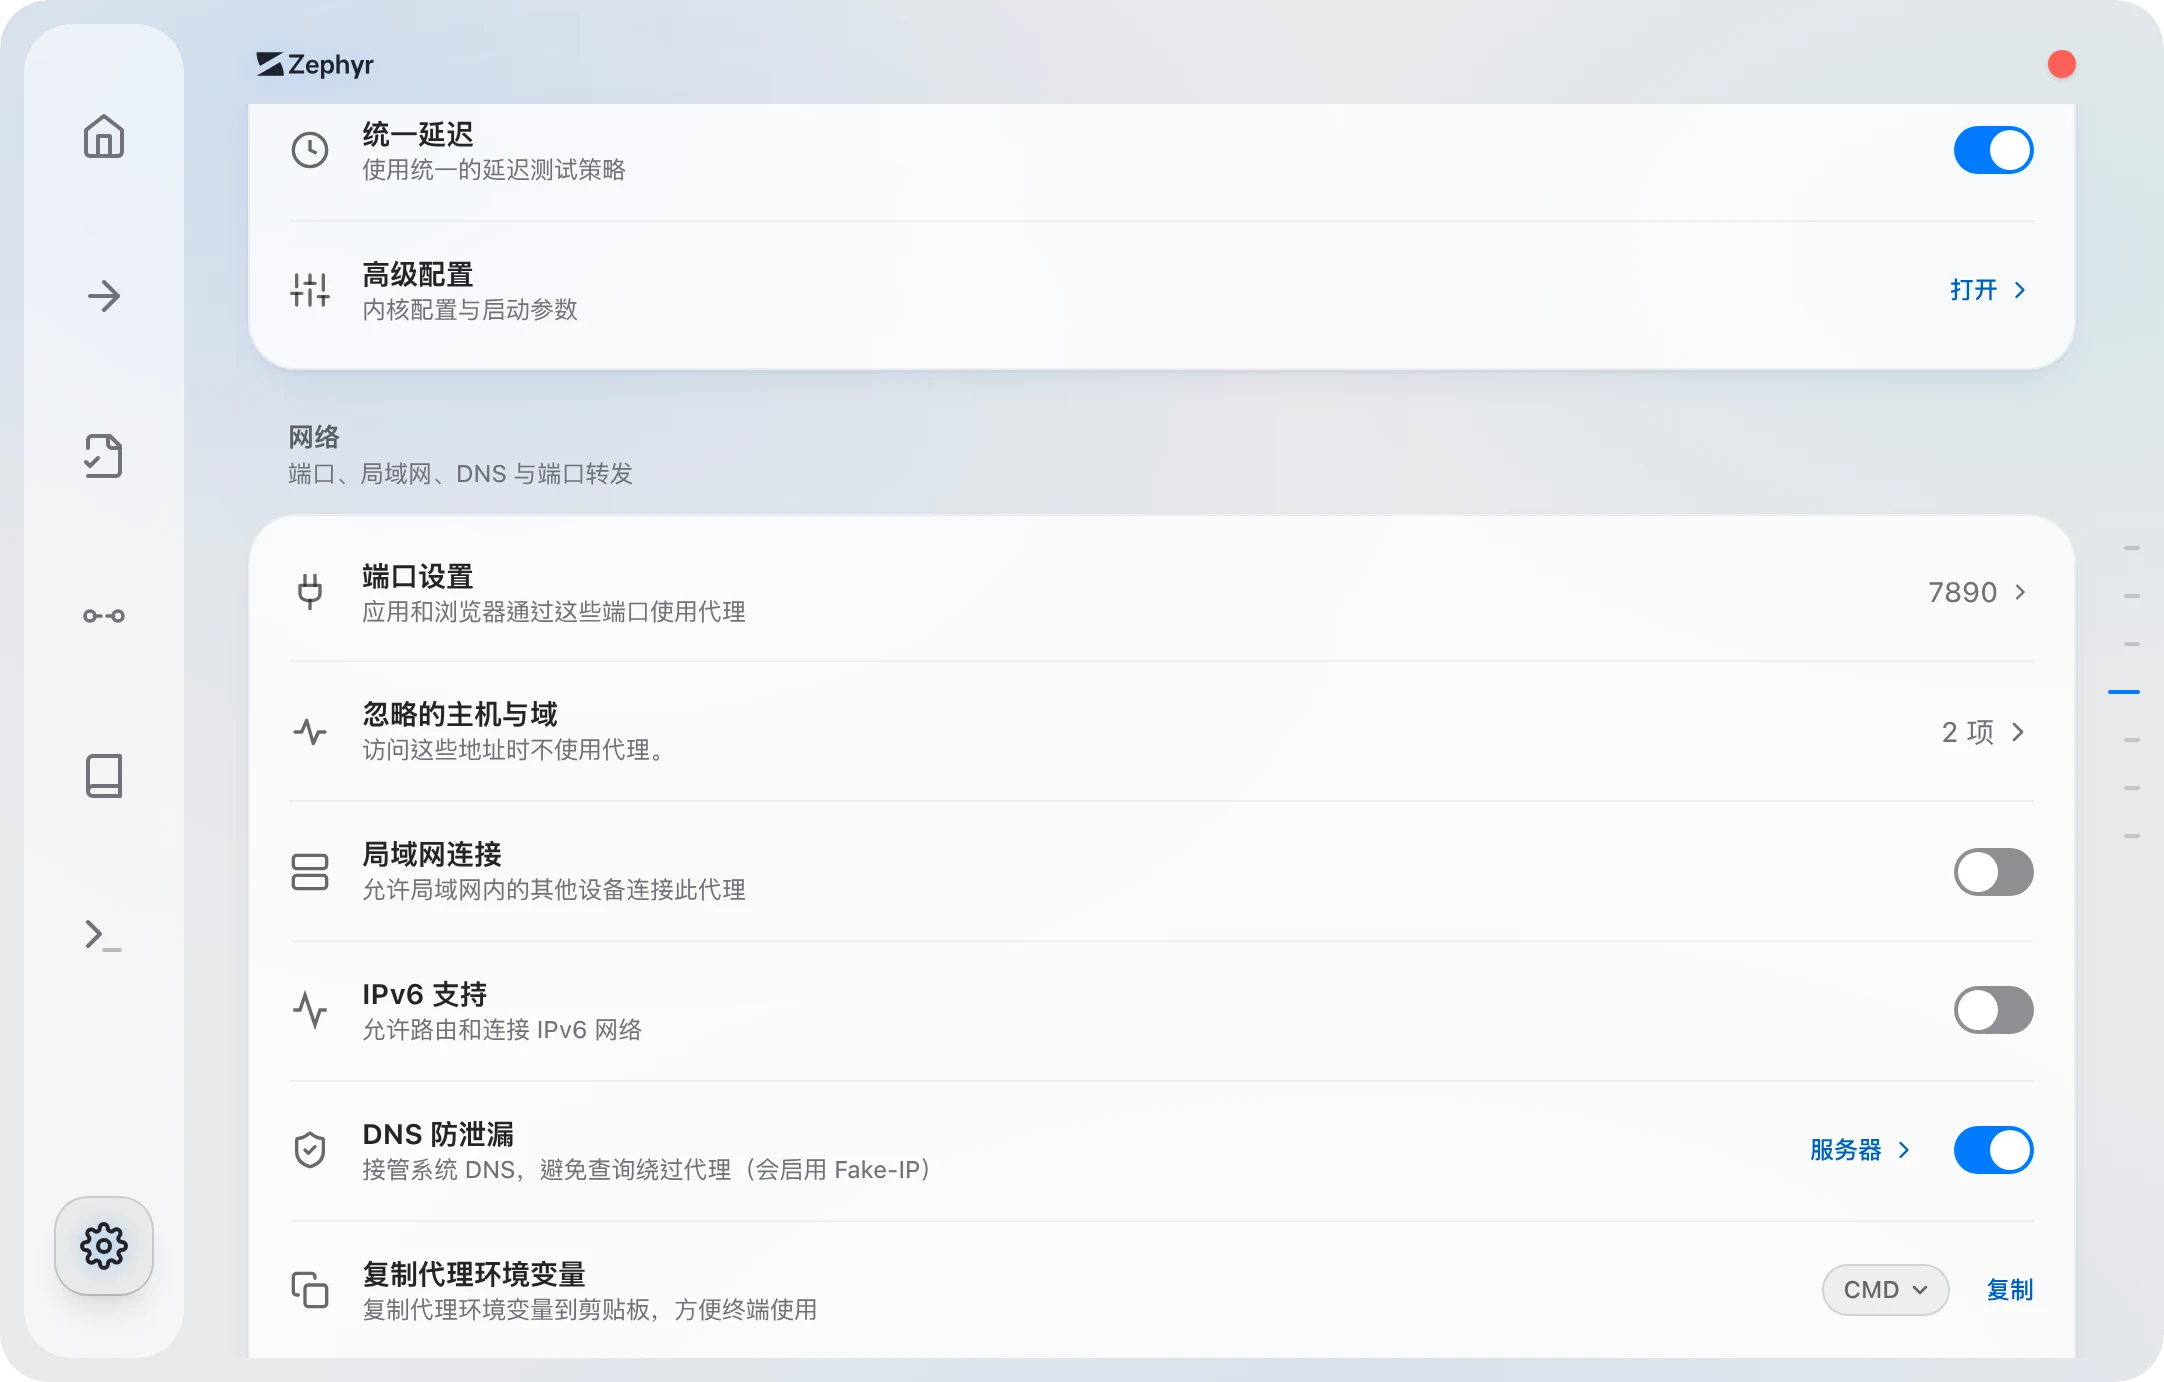 Zephyr
统一延迟
使用统一的延迟测试策略
高级配置
内核配置与启动参数
打开
网络
端口、局域网、DNS 与端口转发
端口设置
应用和浏览器通过这些端口使用代理
7890
忽略的主机与域
访问这些地址时不使用代理。
2 项
局域网连接
允许局域网内的其他设备连接此代理
IPv6 支持
允许路由和连接 IPv6 网络
DNS 防泄漏
接管系统 DNS，避免查询绕过代理（会启用 Fake-IP）
服务器
复制代理环境变量
复制代理环境变量到剪贴板，方便终端使用
CMD
复制